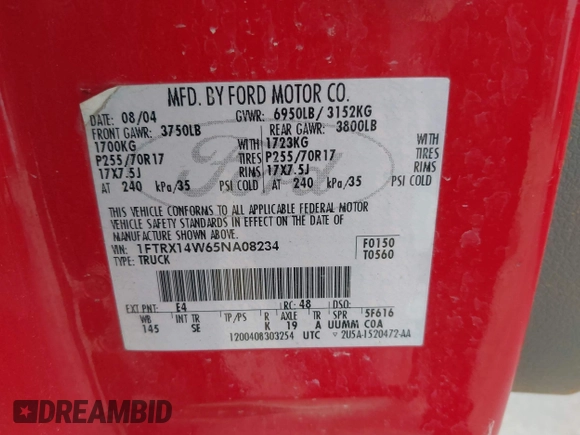 MFD. BY FORD MOTOR CO.
DATE: 08/04 GVWR: 6950LB/ 3152KG
FRONT GAWR: 3750LB REAR GAWR: 3800LB
1700KG WITH 1723KG WITH
P255/70R17 TIRES P255/70R17 TIRES
17X7.5J RIMS 17X7.5J RIMS
AT 240 kPa/35 PSI COLD AT 240 kPa/35 PSI COLD
Ford
THIS VEHICLE CONFORMS TO ALL APPLICABLE FEDERAL MOTOR
VEHICLE SAFETY STANDARDS IN EFFECT ON THE DATE OF
MANUFACTURE SHOWN ABOVE.
VIN: 1FTRX14W65NA08234 F0150
TYPE: TRUCK T0560
EXT PNT: E4 RC: 48 DSO:
WB INT TR TP/PS R AXLE TR SPR 5F616
145 SE K 19 A UUMM COA
1200408303254 UTC 2U5A-1520472-AA
DREAMBID